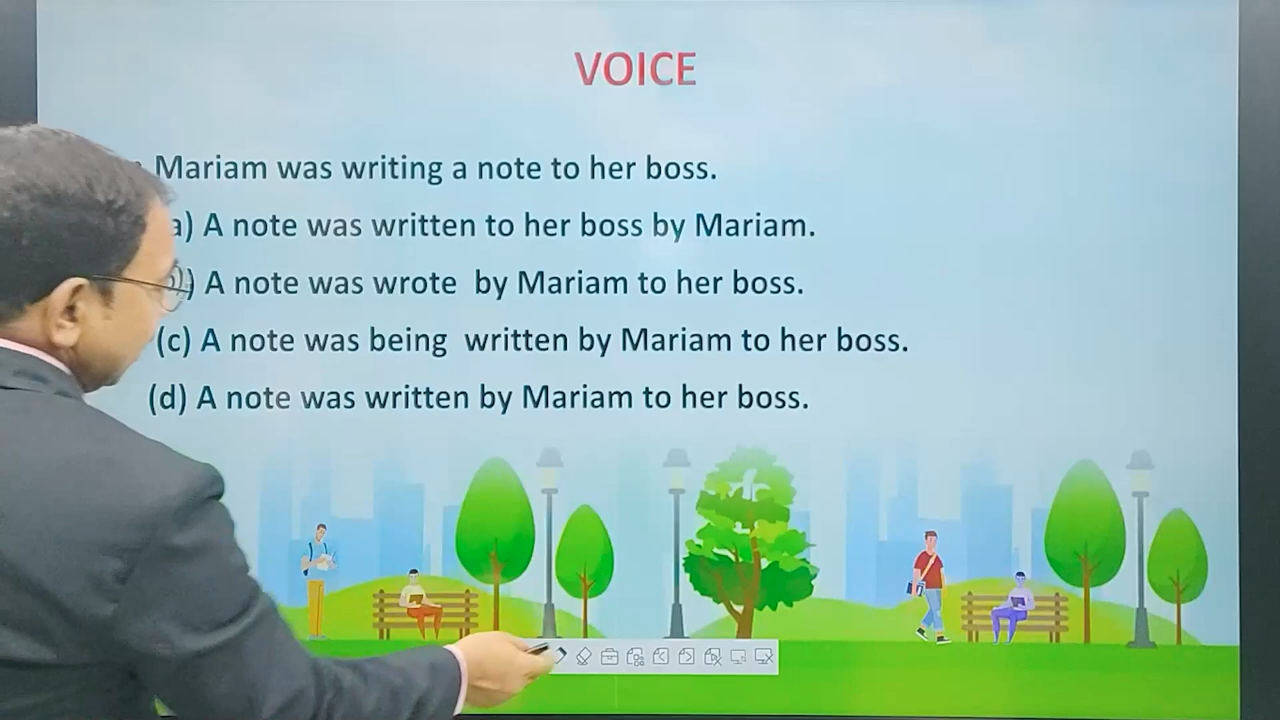 VOICE
Mariam was writing a note to her boss.
a) A note was written to her boss by Mariam.
b) A note was wrote by Mariam to her boss.
(c) A note was being written by Mariam to her boss.
(d) A note was written by Mariam to her boss.